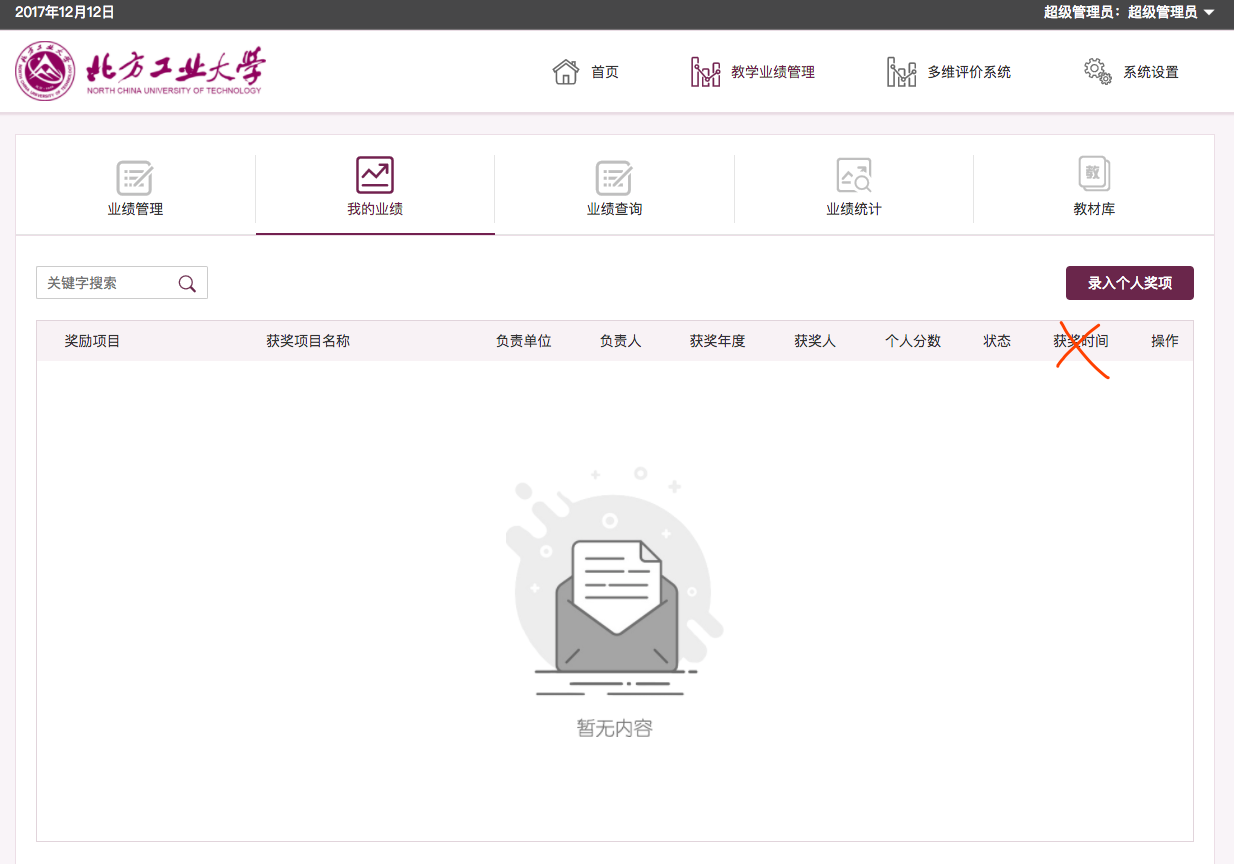 2017年12月12日 超级管理员：超级管理员
北方工业大学
NORTH CHINA UNIVERSITY OF TECHNOLOGY
首页 教学业绩管理 多维评价系统 系统设置
教
业绩管理 我的业绩 业绩查询 业绩统计 教材库
关键字搜索 录入个人奖项
奖励项目 获奖项目名称 负责单位 负责人 获奖年度 获奖人 个人分数 状态 获奖时间 操作
暂无内容